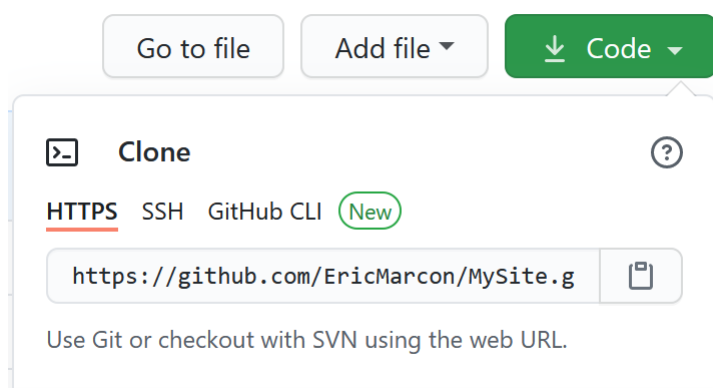 Go to file Add file Code
Clone
HTTPS SSH GitHub CLI New
https://github.com/EricMarcon/MySite.g
Use Git or checkout with SVN using the web URL.